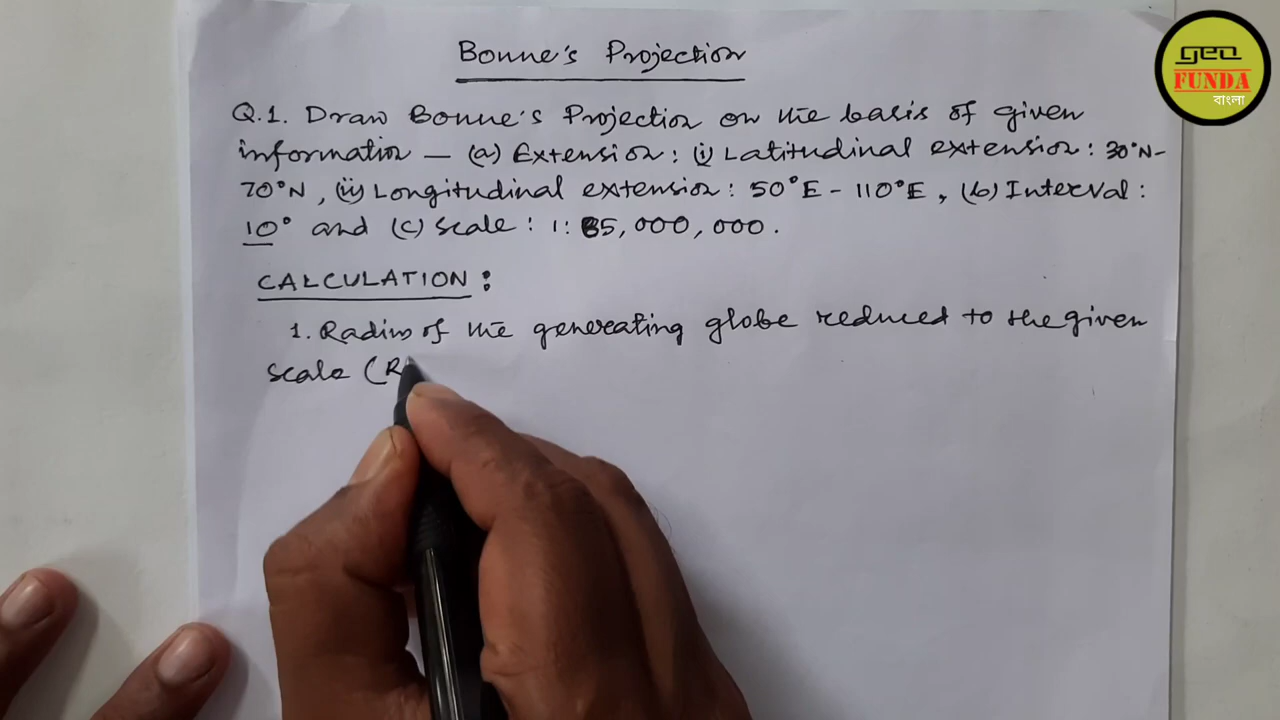 geo
FUNDA
বাংলা
Bonne's Projection
Q.1. Draw Bonne's Projection on the basis of given
information — (a) Extension: (i) Latitudinal extension: 30°N-
70°N, (ii) Longitudinal extension: 50°E - 110°E, (b) Interval:
10° and (c) Scale: 1: 85,000,000.
CALCULATION:
1. Radius of the generating globe reduced to the given
scale (R